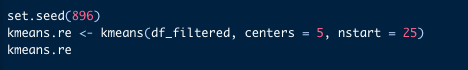 set.seed(896)
kmeans.re <- kmeans(df_filtered, centers = 5, nstart = 25)
kmeans.re